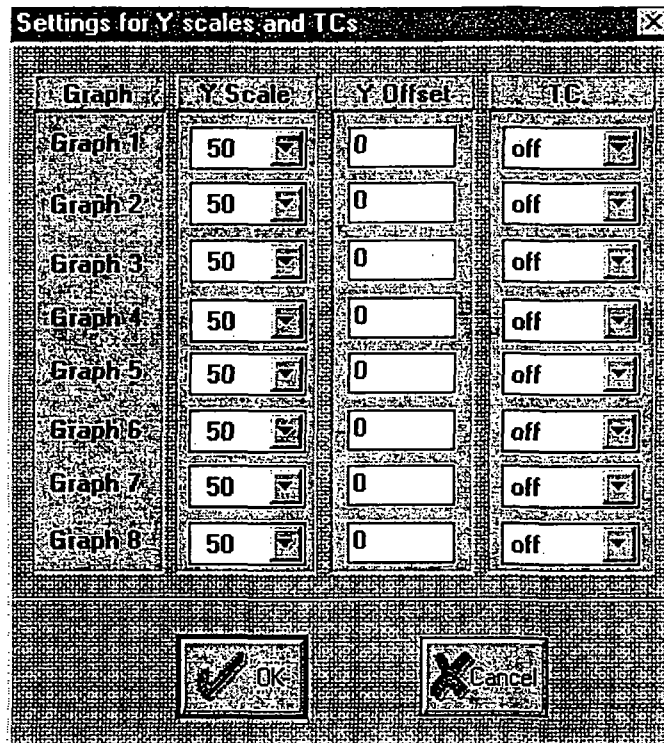 Settings for Y scales and TCs
Graph Y Scale Y Offset TC
Graph 1 50 0 off
Graph 2 50 0 off
Graph 3 50 0 off
Graph 4 50 0 off
Graph 5 50 0 off
Graph 6 50 0 off
Graph 7 50 0 off
Graph 8 50 0 off
OK Cancel